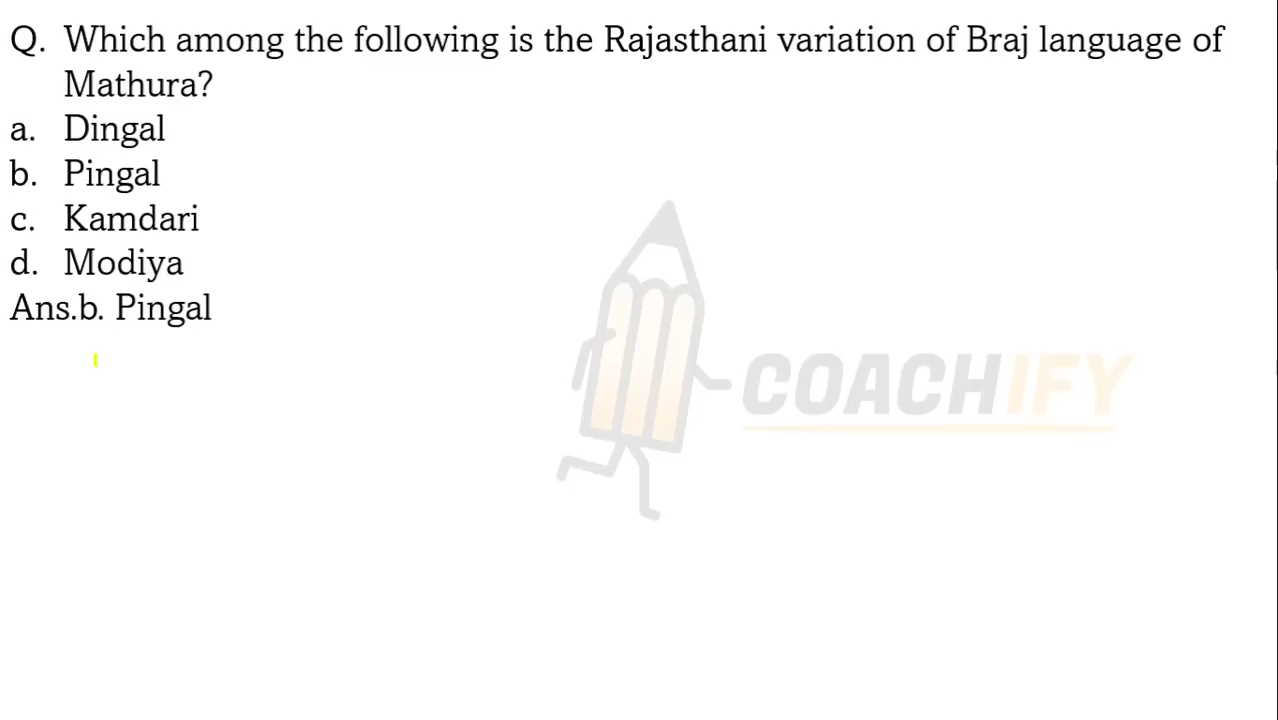 Q. Which among the following is the Rajasthani variation of Braj language of
Mathura?
a. Dingal
b. Pingal
c. Kamdari
d. Modiya
Ans.b. Pingal
COACHIFY